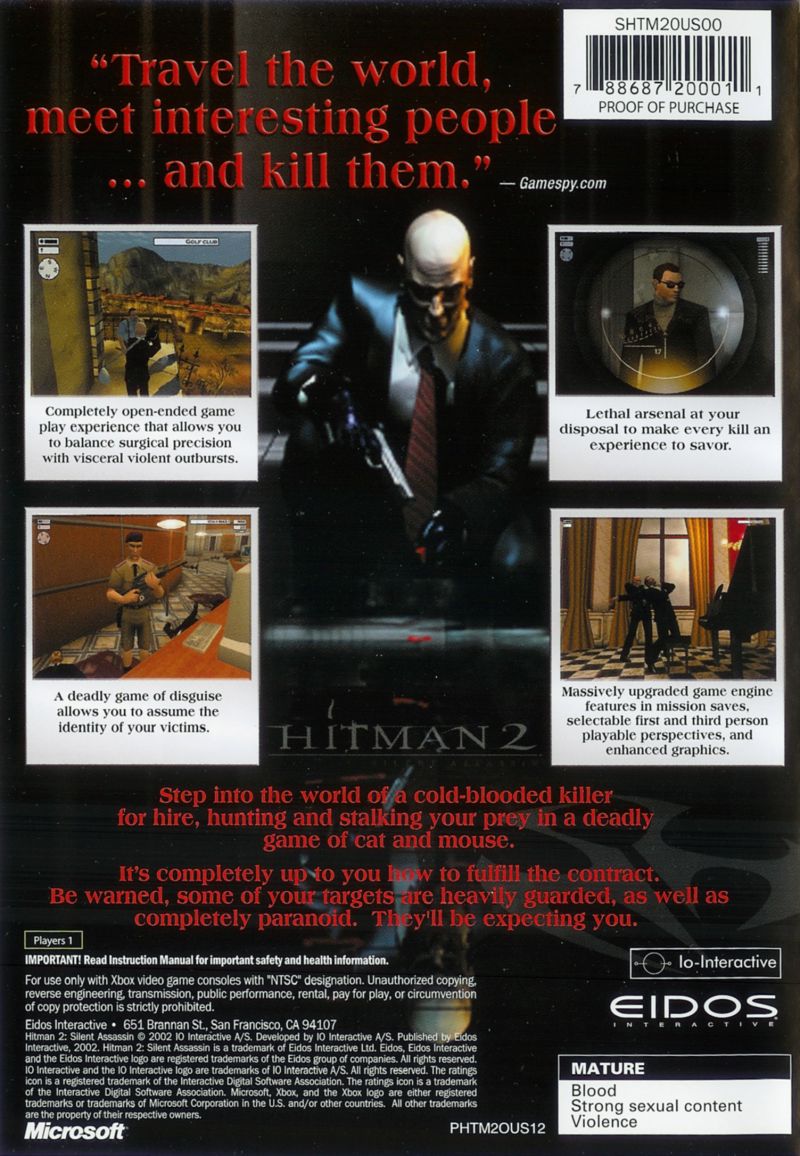 SHTM20US00
7 88687 20001 1
PROOF OF PURCHASE
“Travel the world,
meet interesting people
... and kill them.” — Gamespy.com
GOLF CLUB
Completely open-ended game
play experience that allows you
to balance surgical precision
with visceral violent outbursts.
17
Lethal arsenal at your
disposal to make every kill an
experience to savor.
A deadly game of disguise
allows you to assume the
identity of your victims.
Massively upgraded game engine
features in mission saves,
selectable first and third person
playable perspectives, and
enhanced graphics.
HITMAN 2
SILENT ASSASSIN
Step into the world of a cold-blooded killer
for hire, hunting and stalking your prey in a deadly
game of cat and mouse.
It's completely up to you how to fulfill the contract.
Be warned, some of your targets are heavily guarded, as well as
completely paranoid. They'll be expecting you.
Players 1
IMPORTANT! Read Instruction Manual for important safety and health information.
For use only with Xbox video game consoles with "NTSC" designation. Unauthorized copying,
reverse engineering, transmission, public performance, rental, pay for play, or circumvention
of copy protection is strictly prohibited.
Eidos Interactive • 651 Brannan St., San Francisco, CA 94107
Hitman 2: Silent Assassin © 2002 IO Interactive A/S. Developed by IO Interactive A/S. Published by Eidos
Interactive, 2002. Hitman 2: Silent Assassin is a trademark of Eidos Interactive Ltd. Eidos, Eidos Interactive
and the Eidos Interactive logo are registered trademarks of the Eidos group of companies. All rights reserved.
IO Interactive and the IO Interactive logo are trademarks of IO Interactive A/S. All rights reserved. The ratings
icon is a registered trademark of the Interactive Digital Software Association. The ratings icon is a trademark
of the Interactive Digital Software Association. Microsoft, Xbox, and the Xbox logo are either registered
trademarks or trademarks of Microsoft Corporation in the U.S. and/or other countries. All other trademarks
are the property of their respective owners.
Microsoft
PHTM2OUS12
Io-Interactive
EIDOS
INTERACTIVE
MATURE
Blood
Strong sexual content
Violence